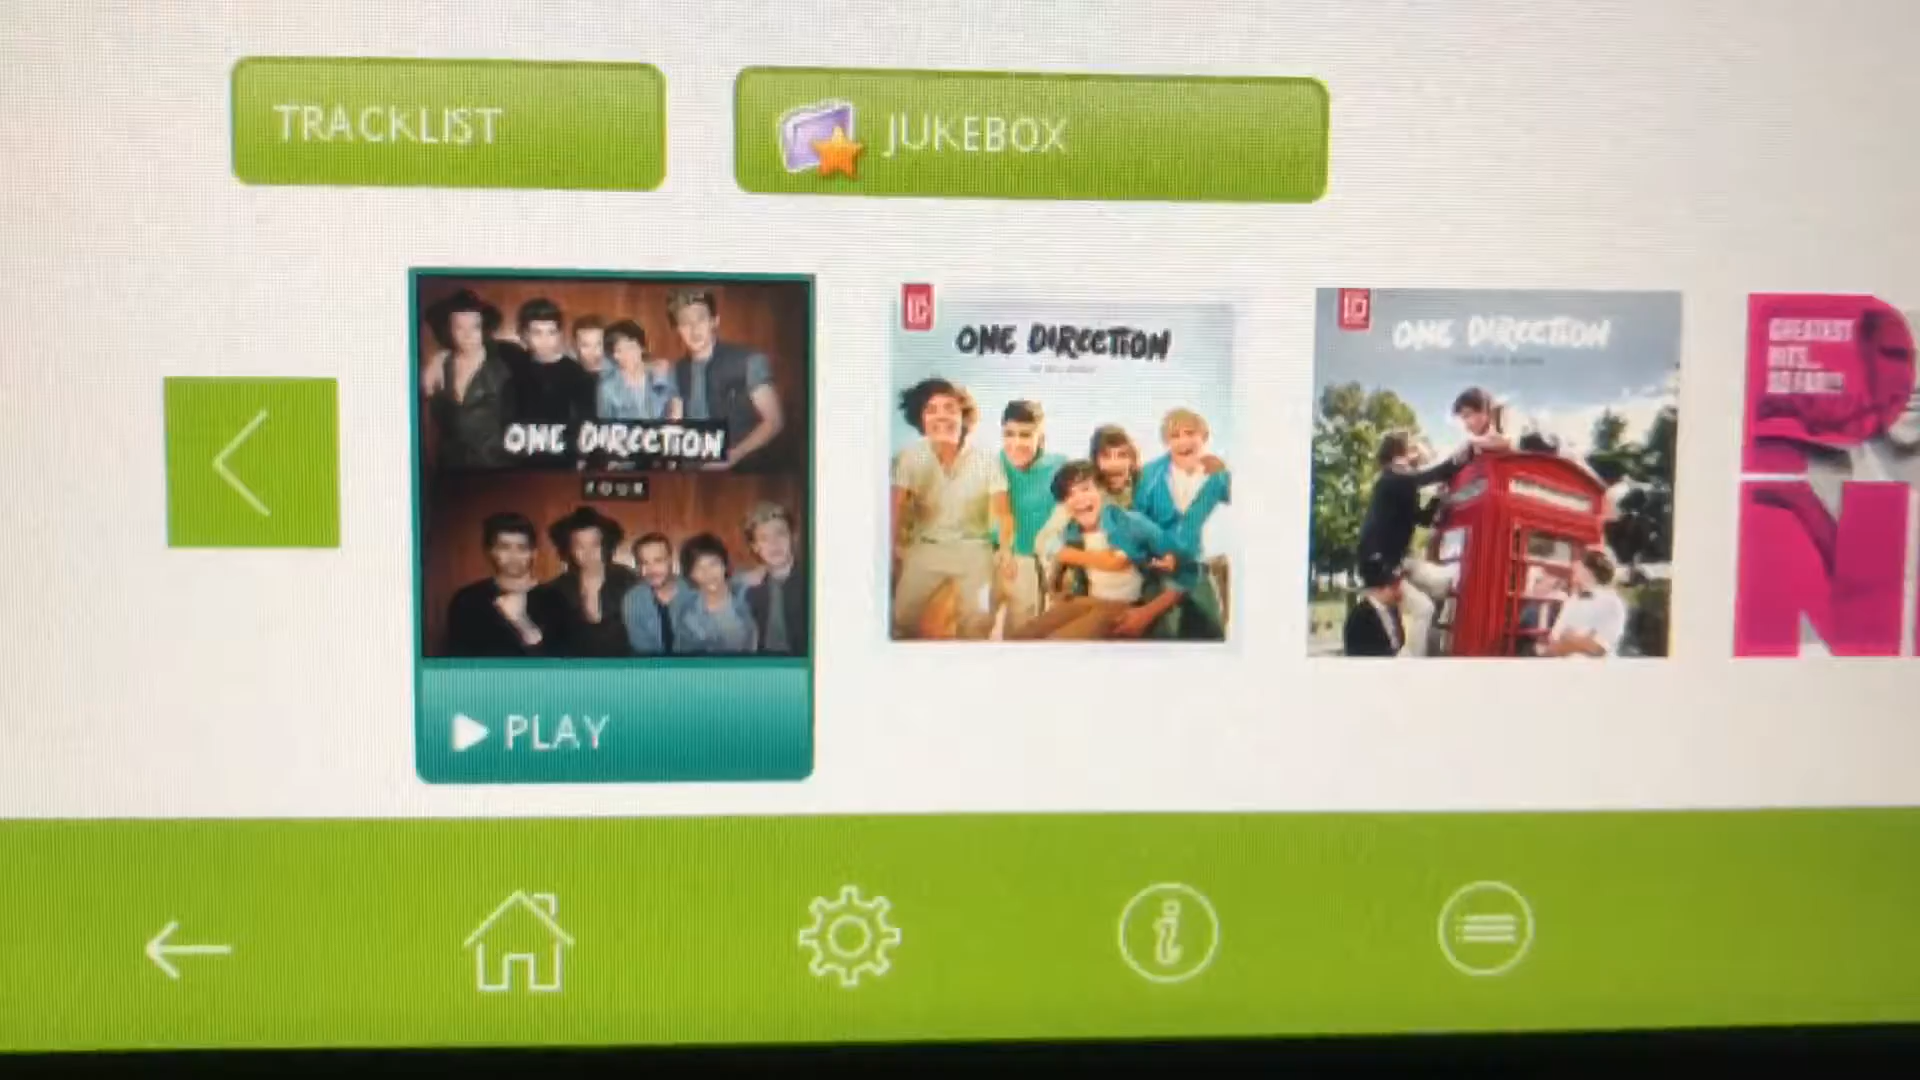 TRACKLIST
JUKEBOX
ONE DIRECTION
FOUR
PLAY
1D
ONE DIRECTION
1D
ONE DIRECTION
GREATEST
HITS...
SO FAR!!!